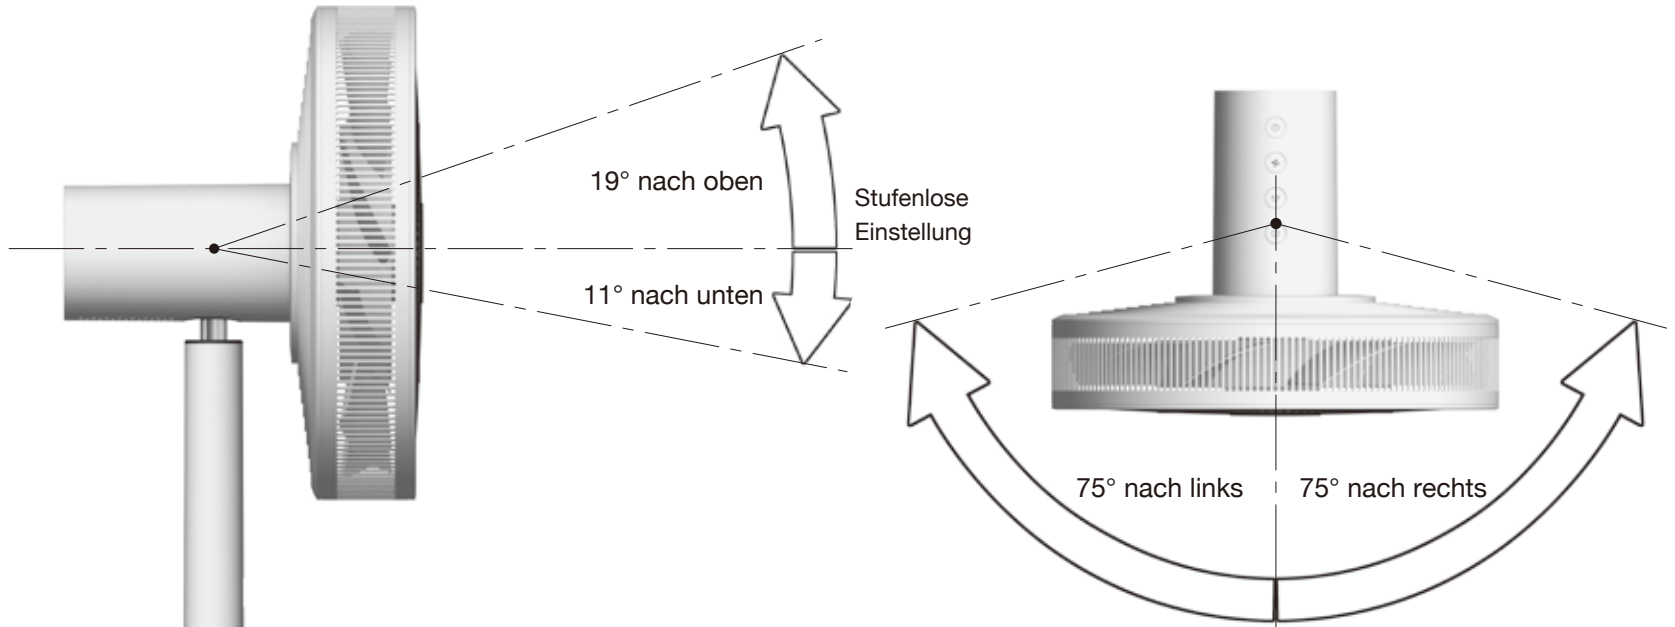 19° nach oben
Stufenlose
Einstellung
11° nach unten
75° nach links
75° nach rechts